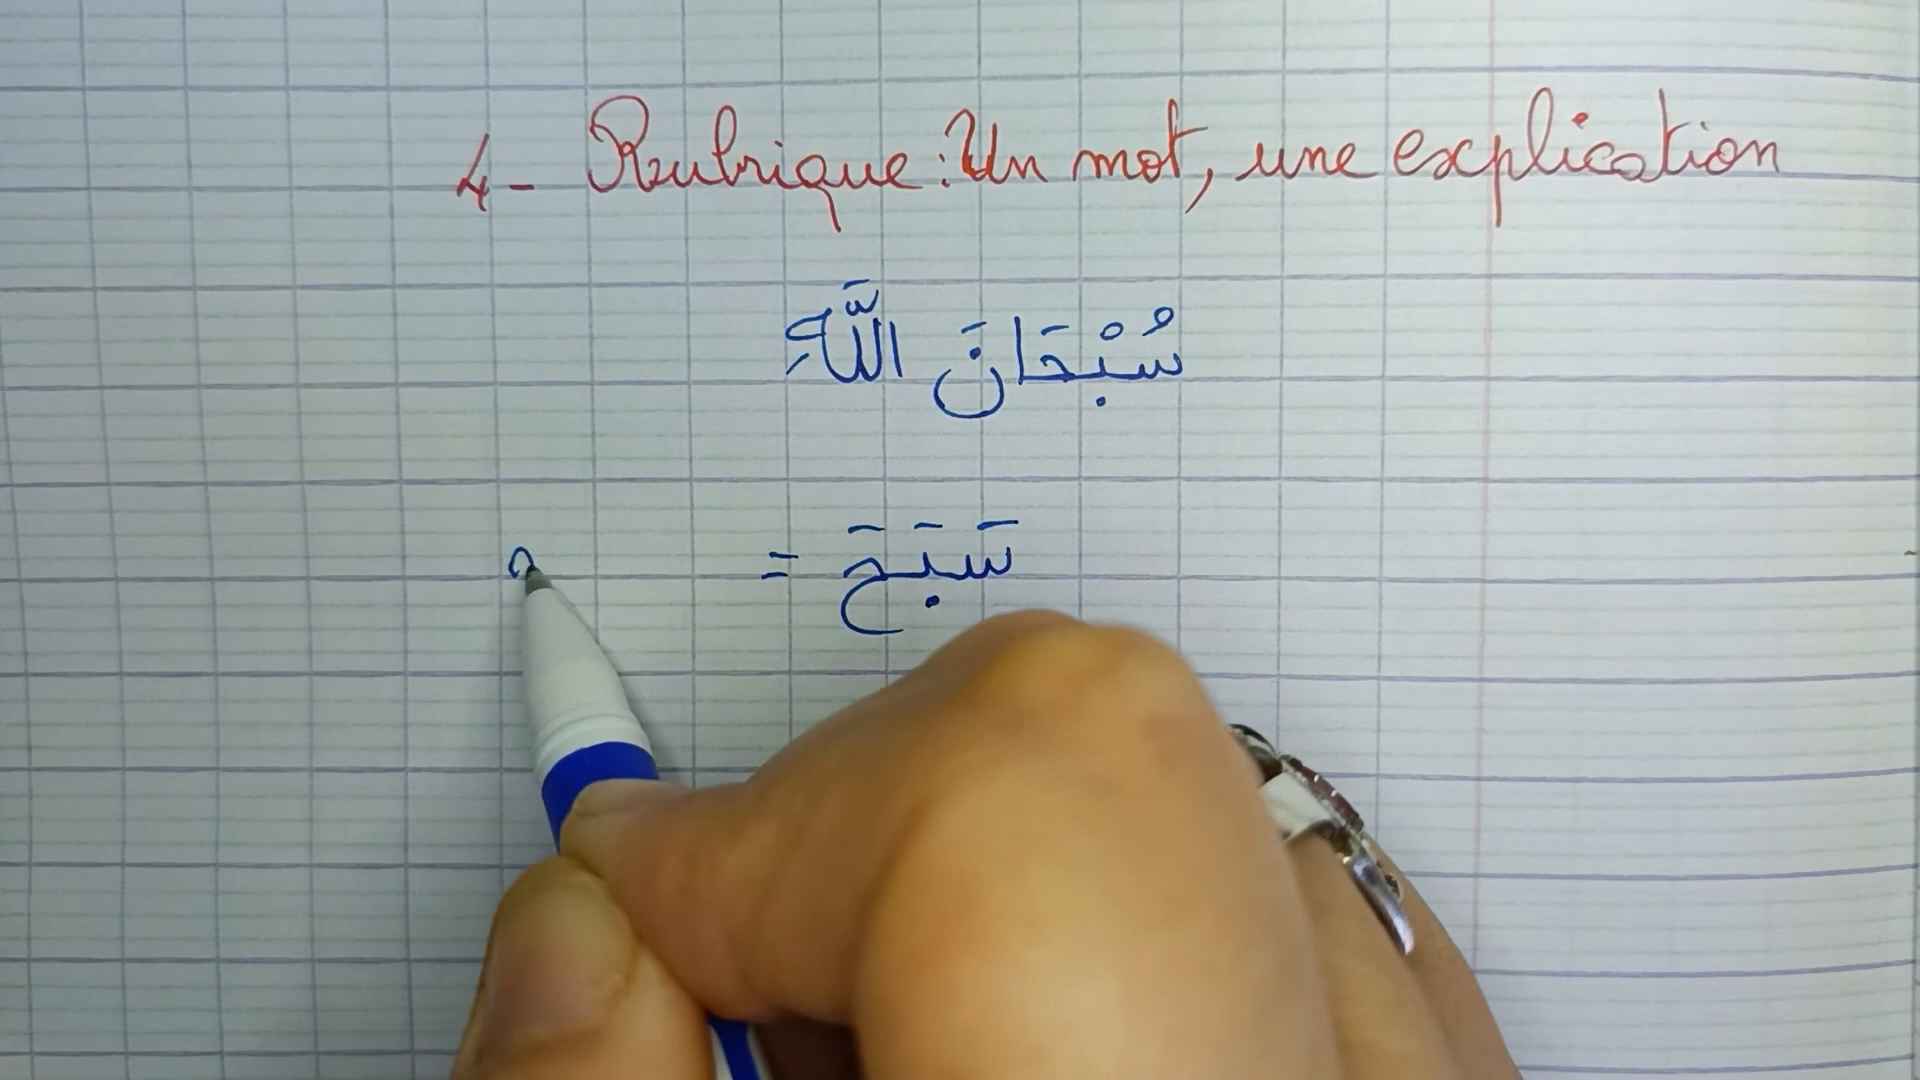 4- Rubrique : Un mot, une explication
سُبْحَانَ اللَّهِ
سَبَحَ =